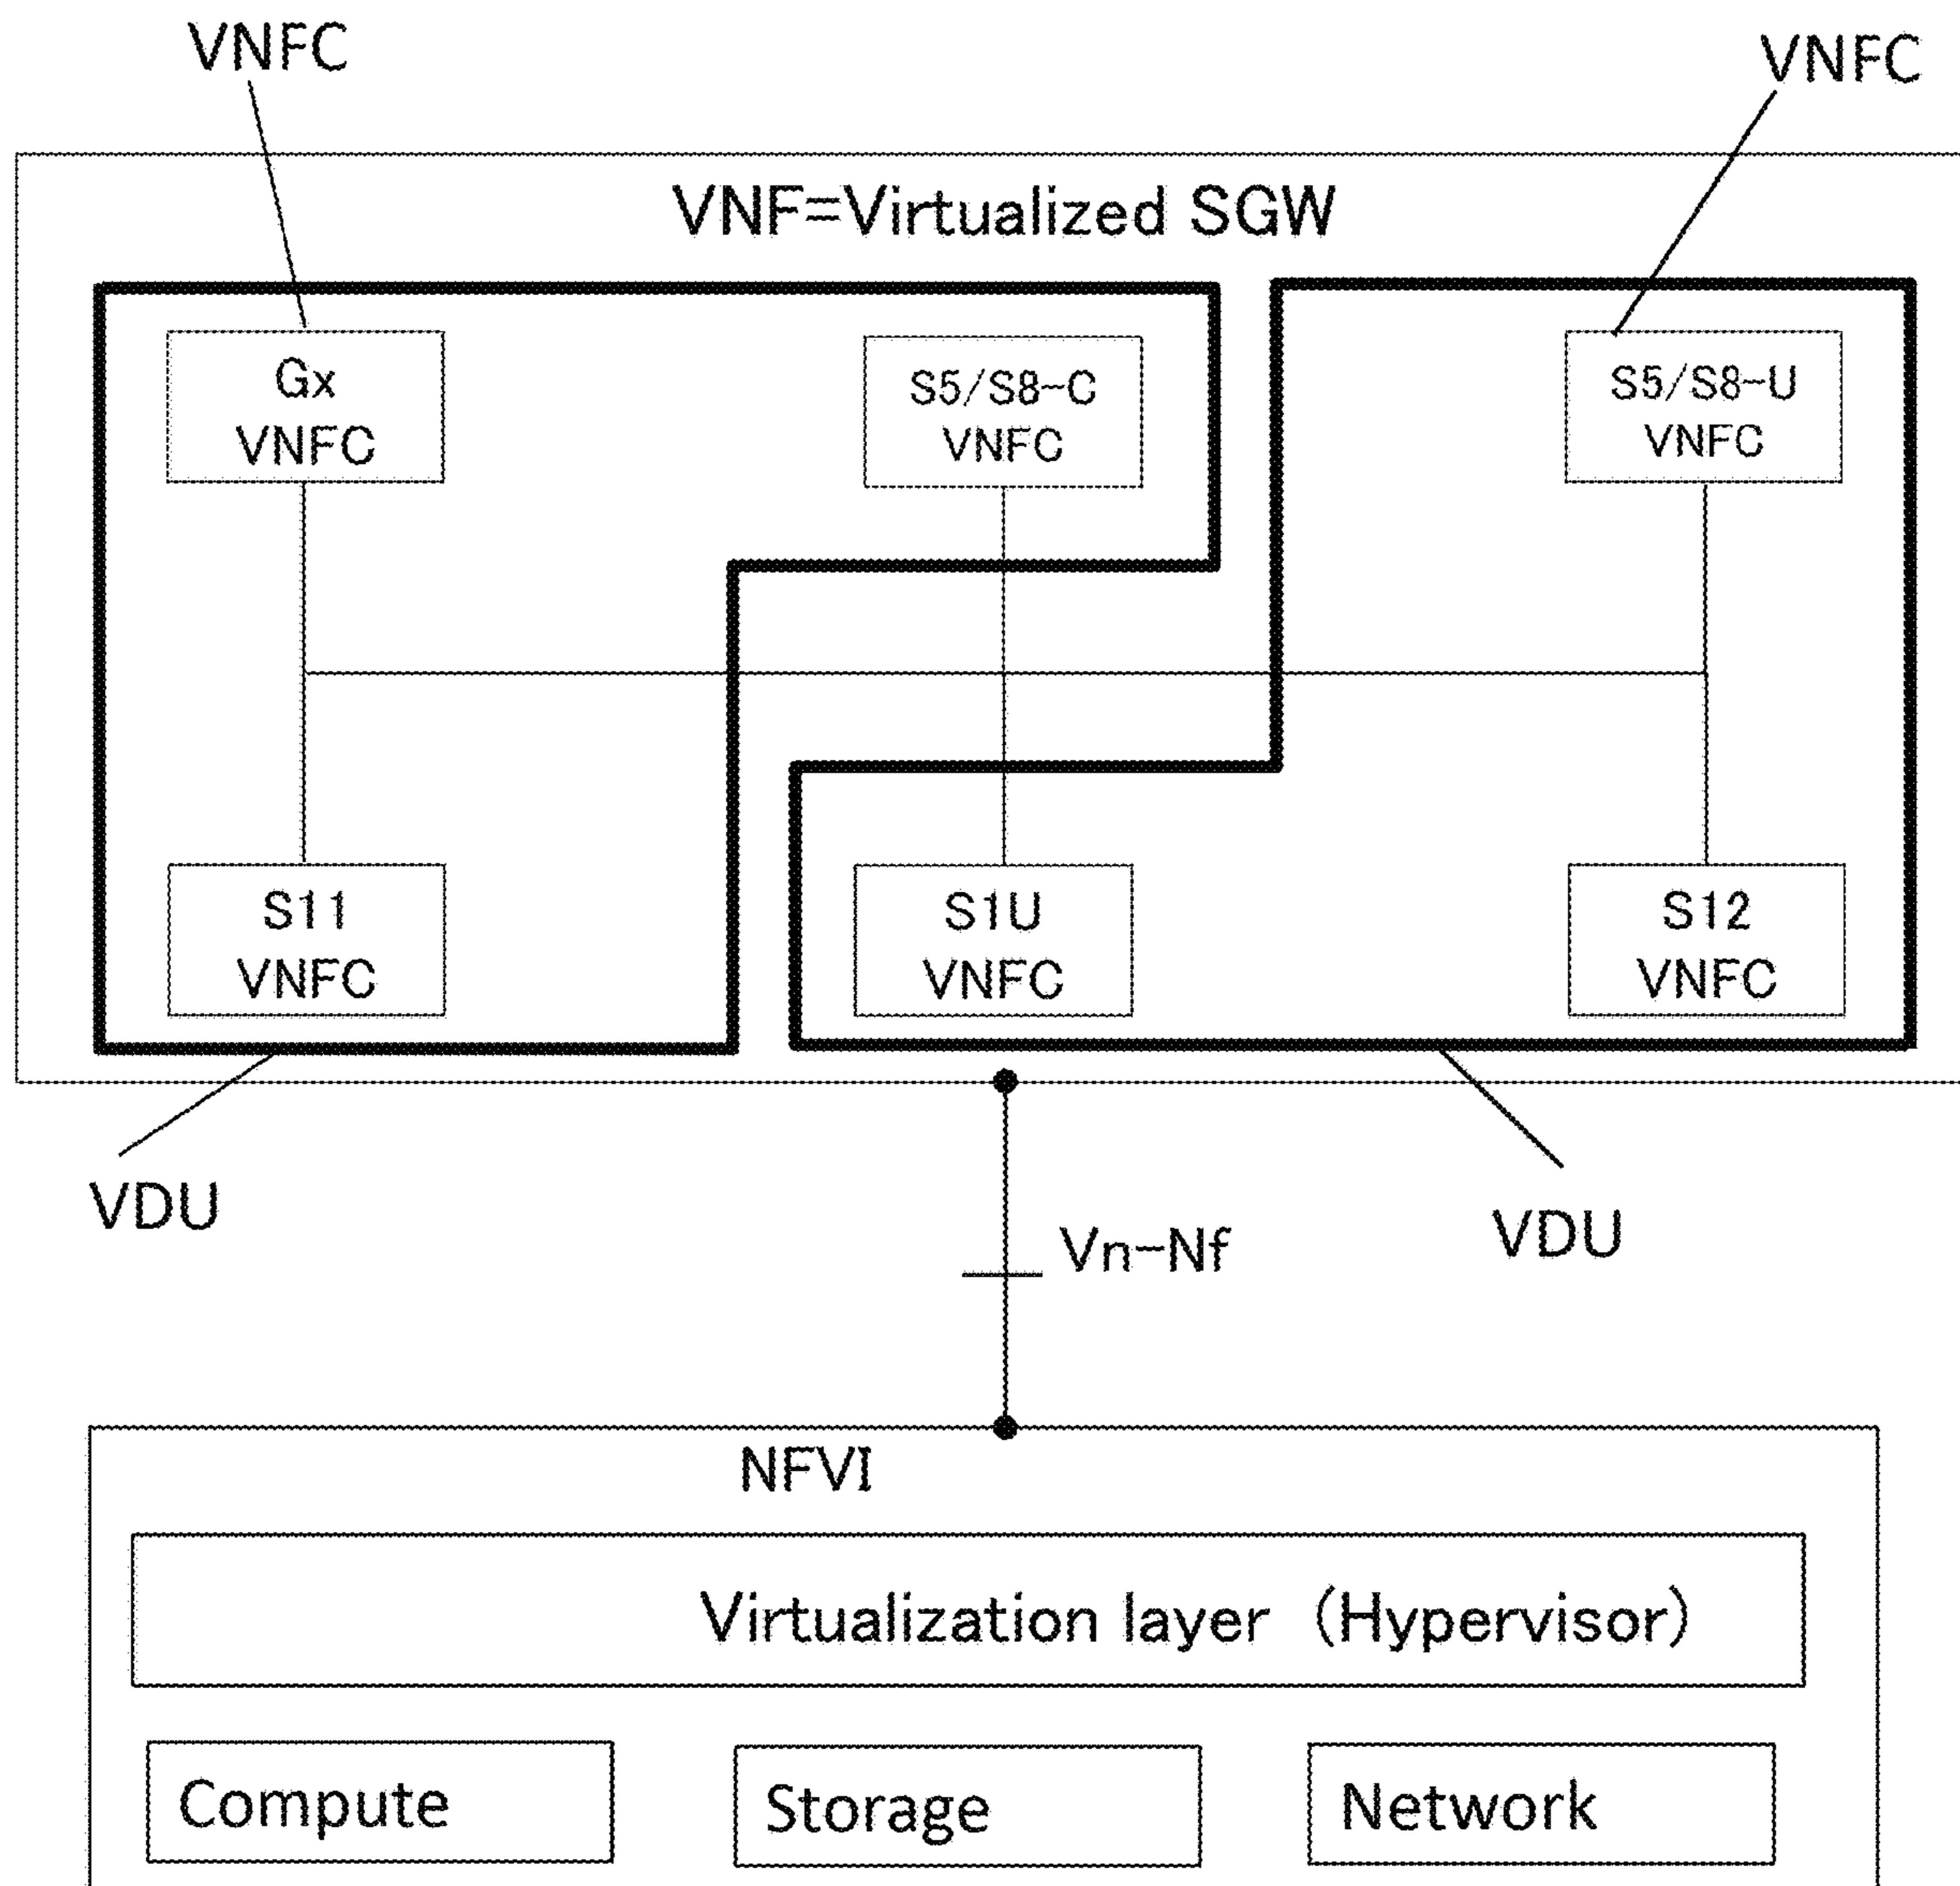 VNFC
VNFC
VNF=Virtualized SGW
Gx
VNFC
S5/S8-C
VNFC
S5/S8-U
VNFC
S11
VNFC
S1U
VNFC
S12
VNFC
VDU
VDU
Vn-Nf
NFVI
Virtualization layer (Hypervisor)
Compute
Storage
Network